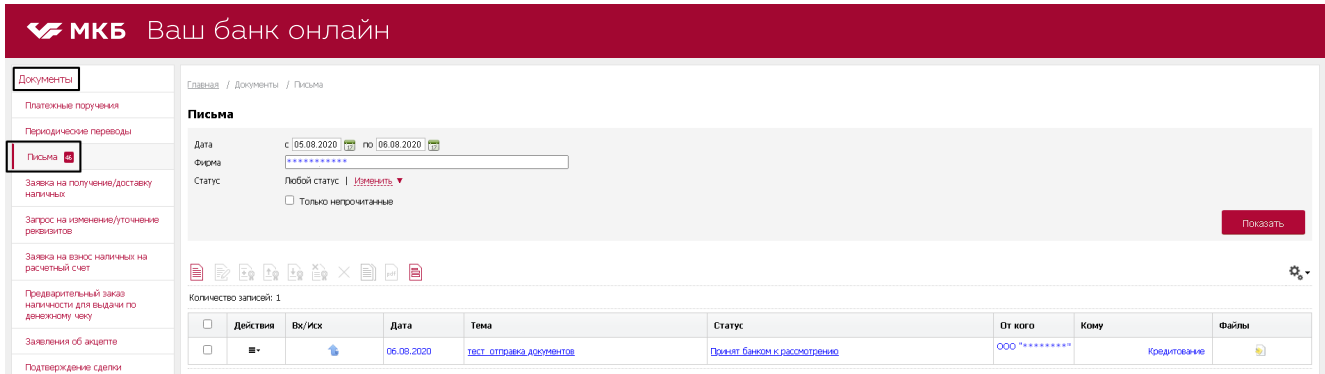 МКБ Ваш банк онлайн
Документы
Платежные поручения
Периодические переводы
Письма 46
Заявка на получение/доставку
наличных
Запрос на изменение/уточнение
реквизитов
Заявка на взнос наличных на
расчетный счет
Предварительный заказ
наличности для выдачи по
денежному чеку
Заявления об акцепте
Подтверждение сделки
Главная / Документы / Письма
Письма
Дата с 05.08.2020 по 06.08.2020
Фирма ***********
Статус Любой статус | Изменить ▼
Только непрочитанные
Показать
pdf
Количество записей: 1
Действия Вх/Исх Дата Тема Статус От кого Кому Файлы
06.08.2020 тест отправка документов Принят банком к рассмотрению ООО "********" Кредитование